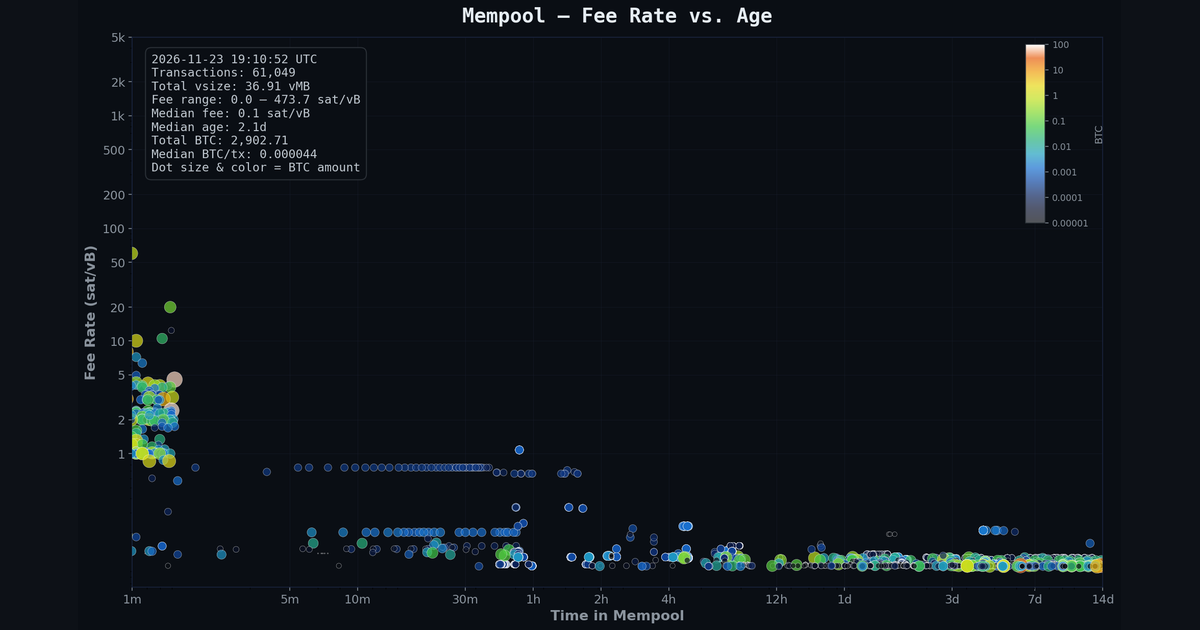 Mempool — Fee Rate vs. Age
2026-11-23 19:10:52 UTC
Transactions: 61,049
Total vsize: 36.91 vMB
Fee range: 0.0 – 473.7 sat/vB
Median fee: 0.1 sat/vB
Median age: 2.1d
Total BTC: 2,902.71
Median BTC/tx: 0.000044
Dot size & color = BTC amount
100
10
1
0.1
0.01
0.001
0.0001
0.00001
BTC
Fee Rate (sat/vB)
5k
2k
1k
500
200
100
50
20
10
5
2
1
1m
5m
10m
30m
1h
2h
4h
12h
1d
3d
7d
14d
Time in Mempool